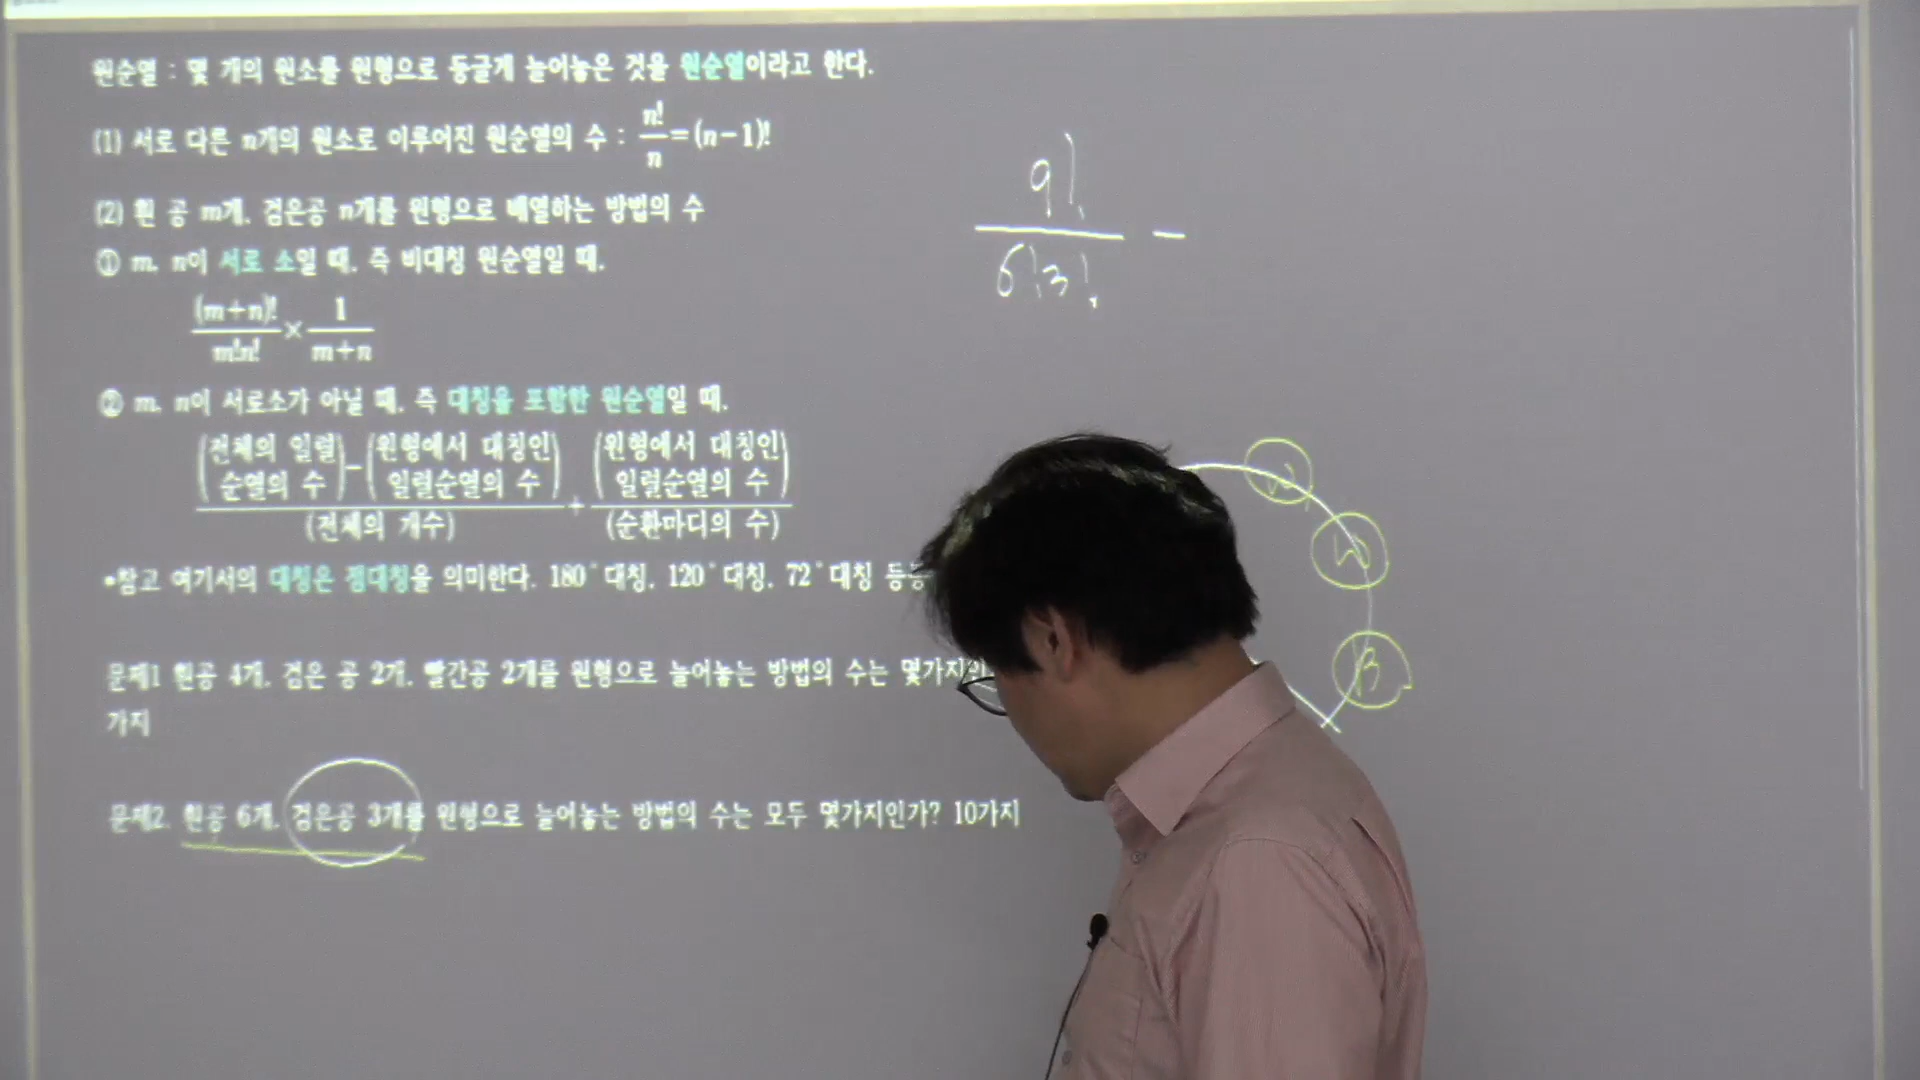 원순열 : 몇 개의 원소를 원형으로 둥글게 늘어놓은 것을 원순열이라고 한다.
(1) 서로 다른 n개의 원소로 이루어진 원순열의 수 : n!/n=(n-1)!
(2) 흰 공 m개, 검은공 n개를 원형으로 배열하는 방법의 수
① m, n이 서로 소일 때, 즉 비대칭 원순열일 때.
(m+n)!/m!n! × 1/m+n
② m, n이 서로소가 아닐 때, 즉 대칭을 포함한 원순열일 때.
(전체의 일렬 순열의 수)-(원형에서 대칭인 일렬순열의 수)/(전체의 개수) + (원형에서 대칭인 일렬순열의 수)/(순환마디의 수)
•참고 여기서의 대칭은 점대칭을 의미한다. 180°대칭, 120°대칭, 72°대칭 등등
문제1 흰공 4개, 검은 공 2개, 빨간공 2개를 원형으로 늘어놓는 방법의 수는 몇가지인
가지
문제2. 흰공 6개, 검은공 3개를 원형으로 늘어놓는 방법의 수는 모두 몇가지인가? 10가지
9!/6!3! -
W
W
B